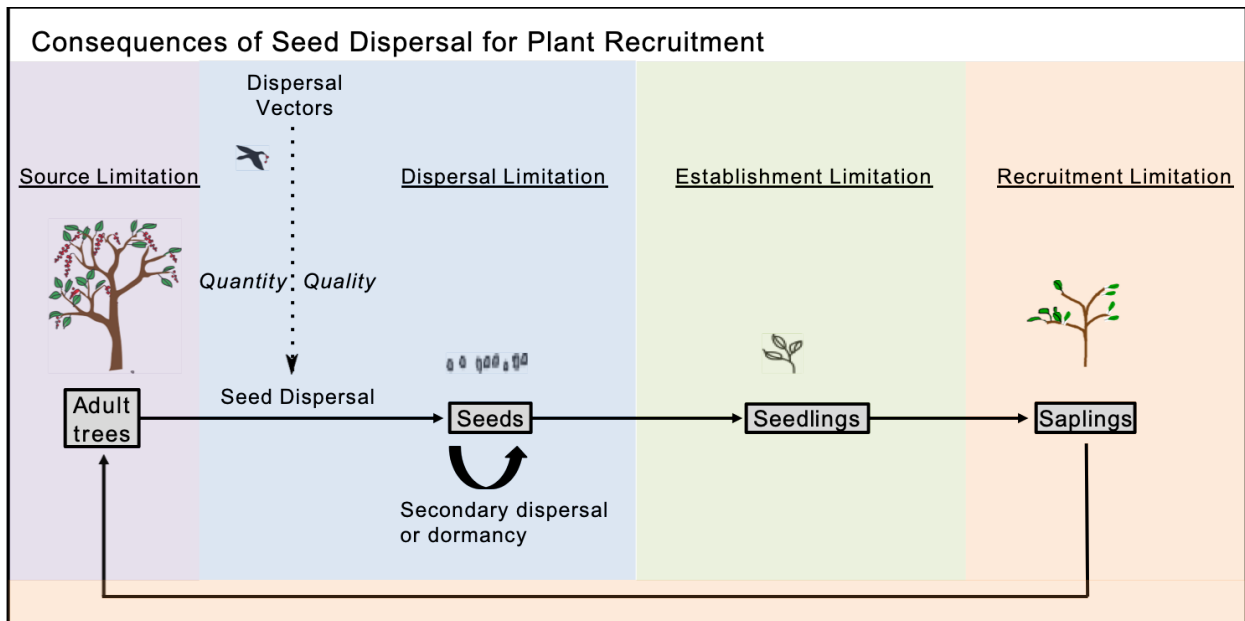 Consequences of Seed Dispersal for Plant Recruitment
Dispersal
Vectors
Source Limitation
Dispersal Limitation
Establishment Limitation
Recruitment Limitation
Quantity
Quality
Seed Dispersal
Adult
trees
Seeds
Seedlings
Saplings
Secondary dispersal
or dormancy